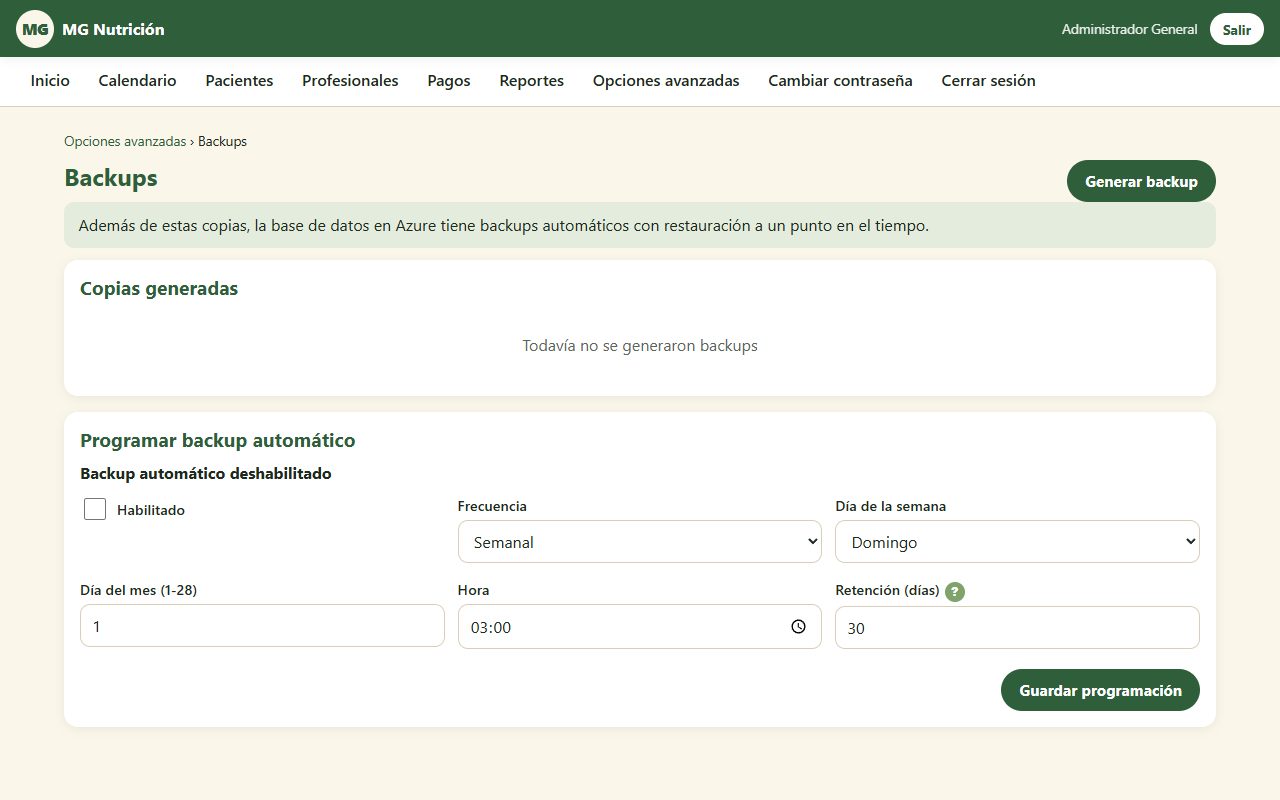 MG MG Nutrición Administrador General Salir
Inicio Calendario Pacientes Profesionales Pagos Reportes Opciones avanzadas Cambiar contraseña Cerrar sesión
Opciones avanzadas › Backups
Backups
Generar backup
Además de estas copias, la base de datos en Azure tiene backups automáticos con restauración a un punto en el tiempo.
Copias generadas
Todavía no se generaron backups
Programar backup automático
Backup automático deshabilitado
Habilitado
Frecuencia
Semanal
Día de la semana
Domingo
Día del mes (1-28)
1
Hora
03:00
Retención (días) ?
30
Guardar programación